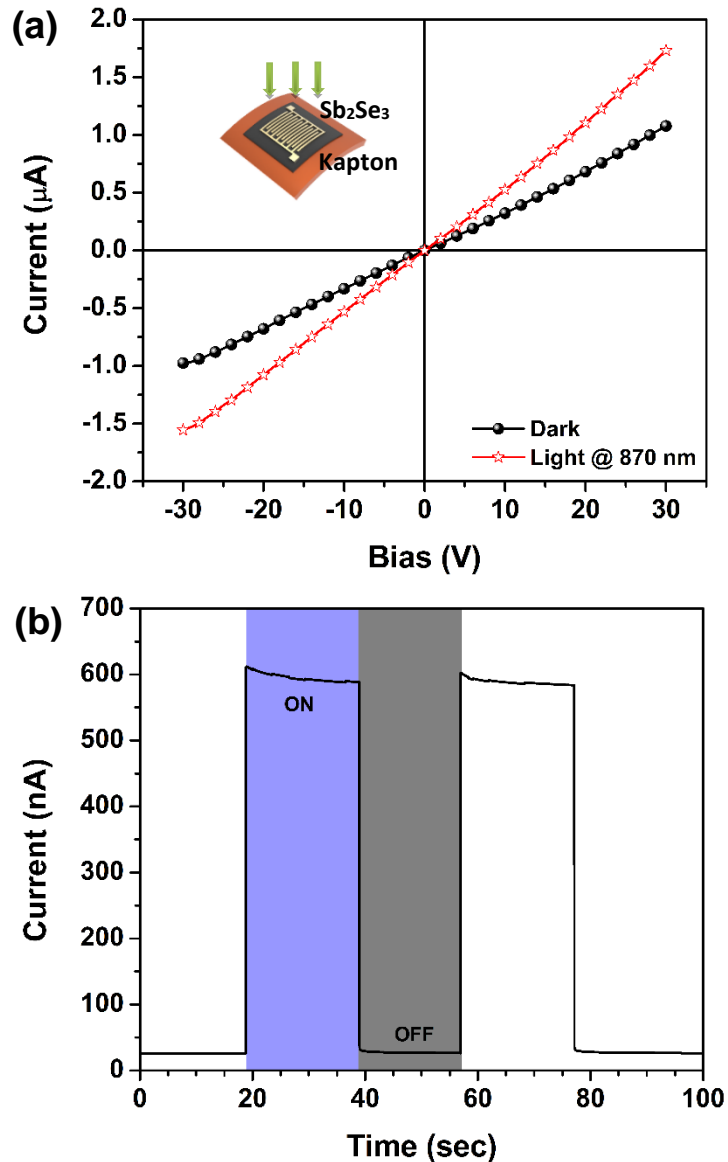 (a)
Current (μA)
2.0
1.5
1.0
0.5
0.0
-0.5
-1.0
-1.5
-2.0
Sb₂Se₃
Kapton
Dark
Light @ 870 nm
-30 -20 -10 0 10 20 30
Bias (V)
(b)
Current (nA)
700
600
500
400
300
200
100
0
ON
OFF
0 20 40 60 80 100
Time (sec)